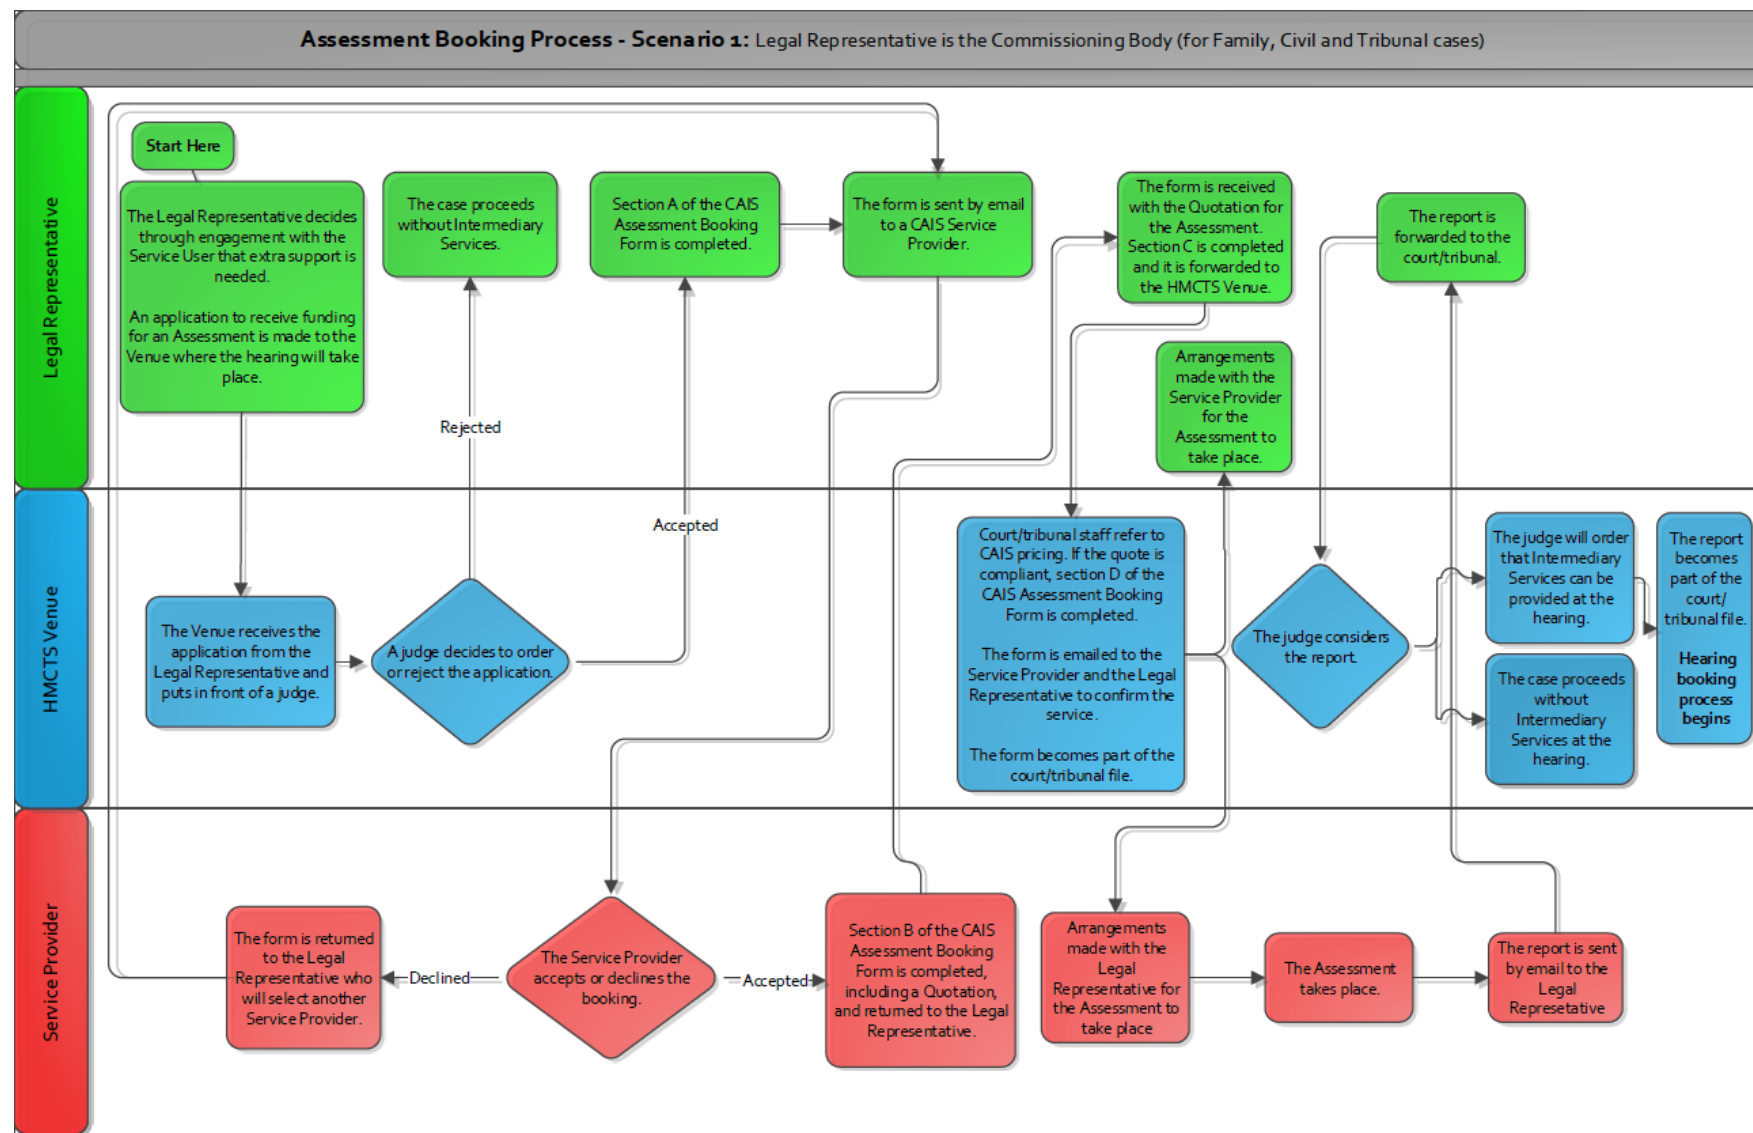 Assessment Booking Process - Scenario 1: Legal Representative is the Commissioning Body (for Family, Civil and Tribunal cases)
Legal Representative
Start Here
The Legal Representative decides
through engagement with the
Service User that extra support is
needed.
An application to receive funding
for an Assessment is made to the
Venue where the hearing will take
place.
The case proceeds
without Intermediary
Services.
Section A of the CAIS
Assessment Booking
Form is completed.
The form is sent by email
to a CAIS Service
Provider.
The form is received
with the Quotation for
the Assessment.
Section C is completed
and it is forwarded to
the HMCTS Venue.
Arrangements
made with the
Service Provider
for the
Assessment to
take place.
The report is
forwarded to the
court/tribunal.
Rejected
Accepted
HMCTS Venue
The Venue receives the
application from the
Legal Representative and
puts in front of a judge.
A judge decides to order
or reject the application.
Court/tribunal staff refer to
CAIS pricing. If the quote is
compliant, section D of the
CAIS Assessment Booking
Form is completed.
The form is emailed to the
Service Provider and the Legal
Representative to confirm the
service.
The form becomes part of the
court/tribunal file.
The judge considers
the report.
The judge will order
that Intermediary
Services can be
provided at the
hearing.
The case proceeds
without
Intermediary
Services at the
hearing.
The report
becomes
part of the
court/
tribunal file.
Hearing
booking
process
begins
Service Provider
The form is returned
to the Legal
Representative who
will select another
Service Provider.
Declined
The Service Provider
accepts or declines the
booking.
Accepted
Section B of the CAIS
Assessment Booking
Form is completed,
including a Quotation,
and returned to the Legal
Representative.
Arrangements
made with the
Legal
Representative for
the Assessment to
take place
The Assessment
takes place.
The report is sent
by email to the
Legal
Represetative